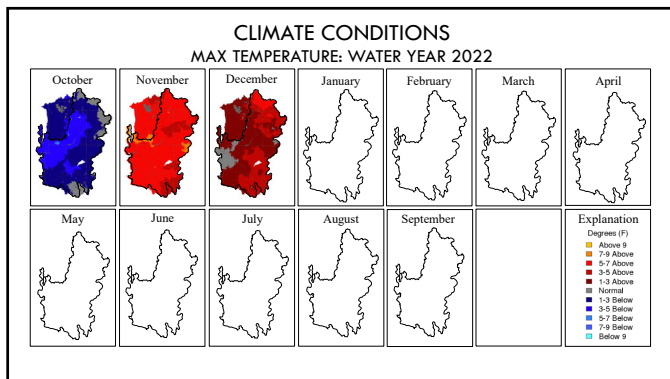 CLIMATE CONDITIONS
MAX TEMPERATURE: WATER YEAR 2022
October
November
December
January
February
March
April
May
June
July
August
September
Explanation
Degrees (F)
Above 9
7-9 Above
5-7 Above
3-5 Above
1-3 Above
Normal
1-3 Below
3-5 Below
5-7 Below
7-9 Below
Below 9